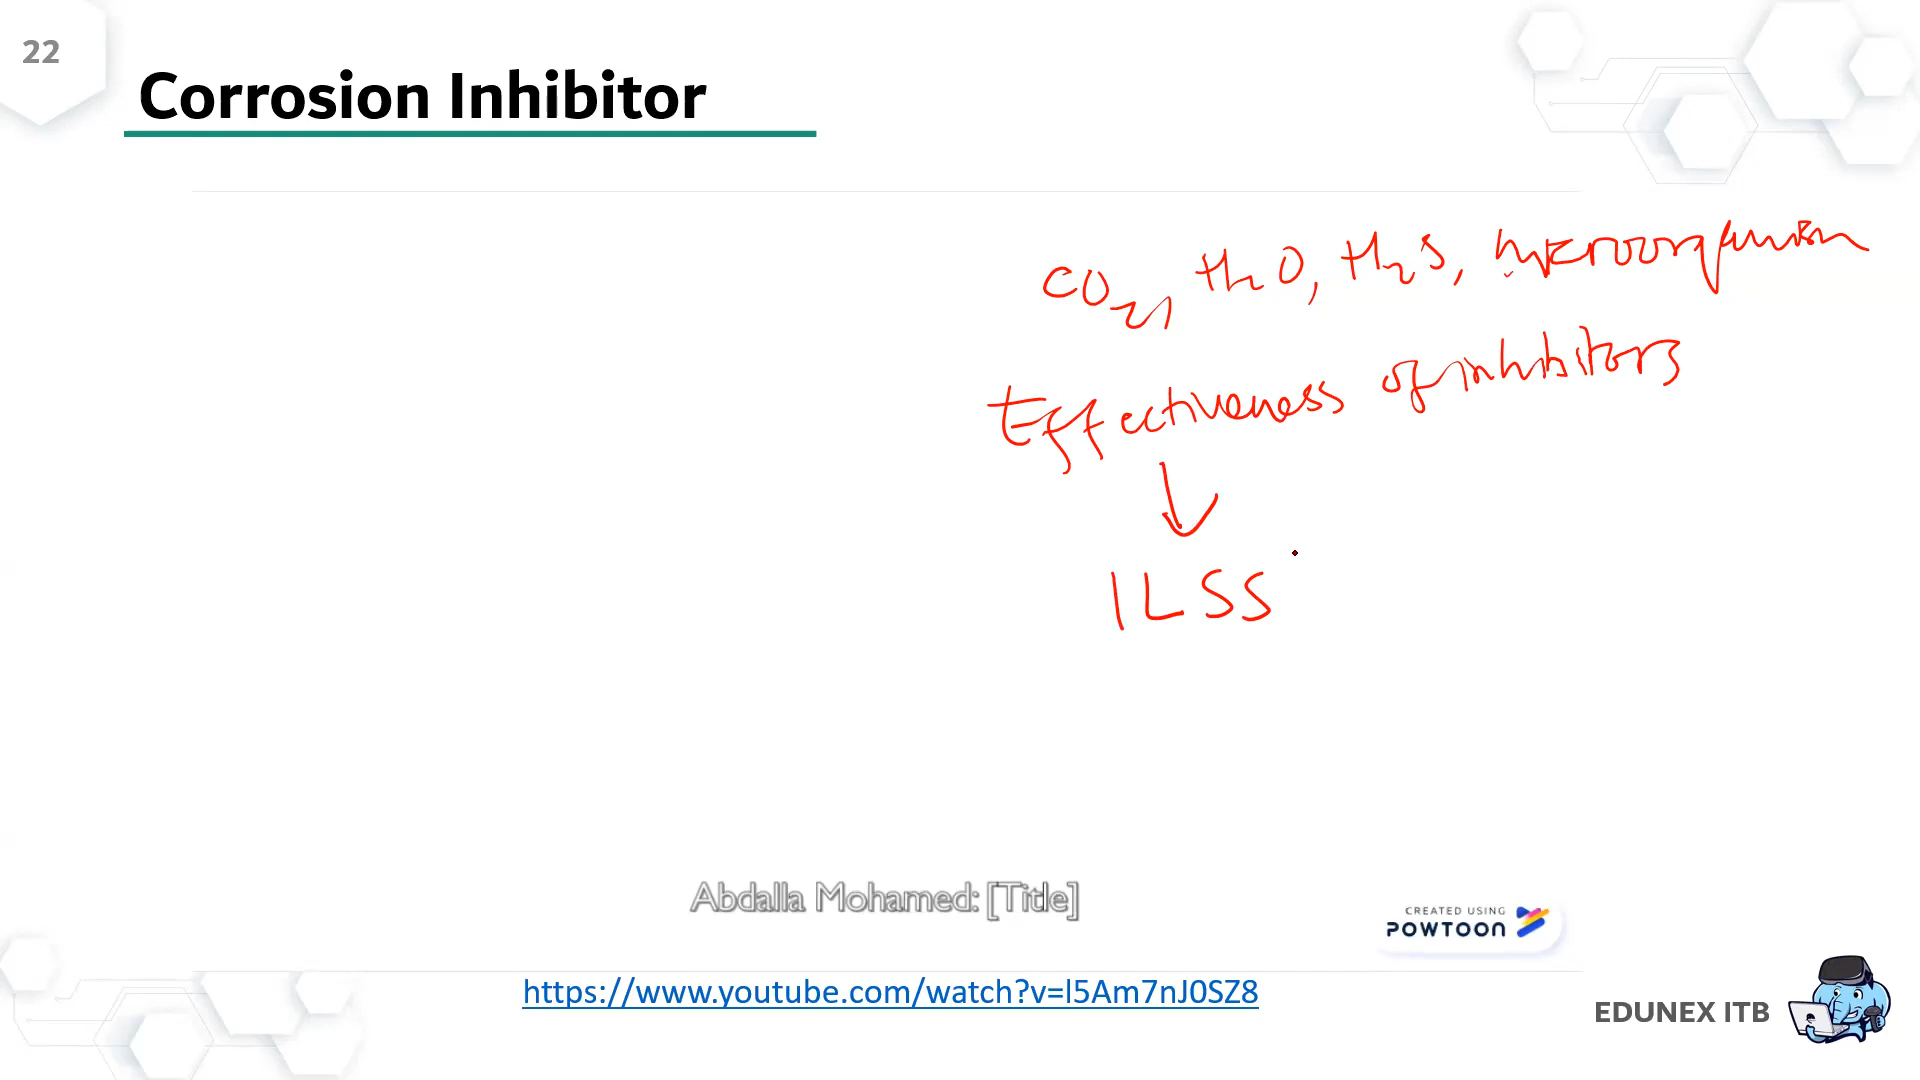 22
Corrosion Inhibitor
CO2, H2O, H2S, microorganism
Effectiveness of inhibitors
ILSS
Abdalla Mohamed: [Title]
CREATED USING
POWTOON
https://www.youtube.com/watch?v=l5Am7nJ0SZ8
EDUNEX ITB